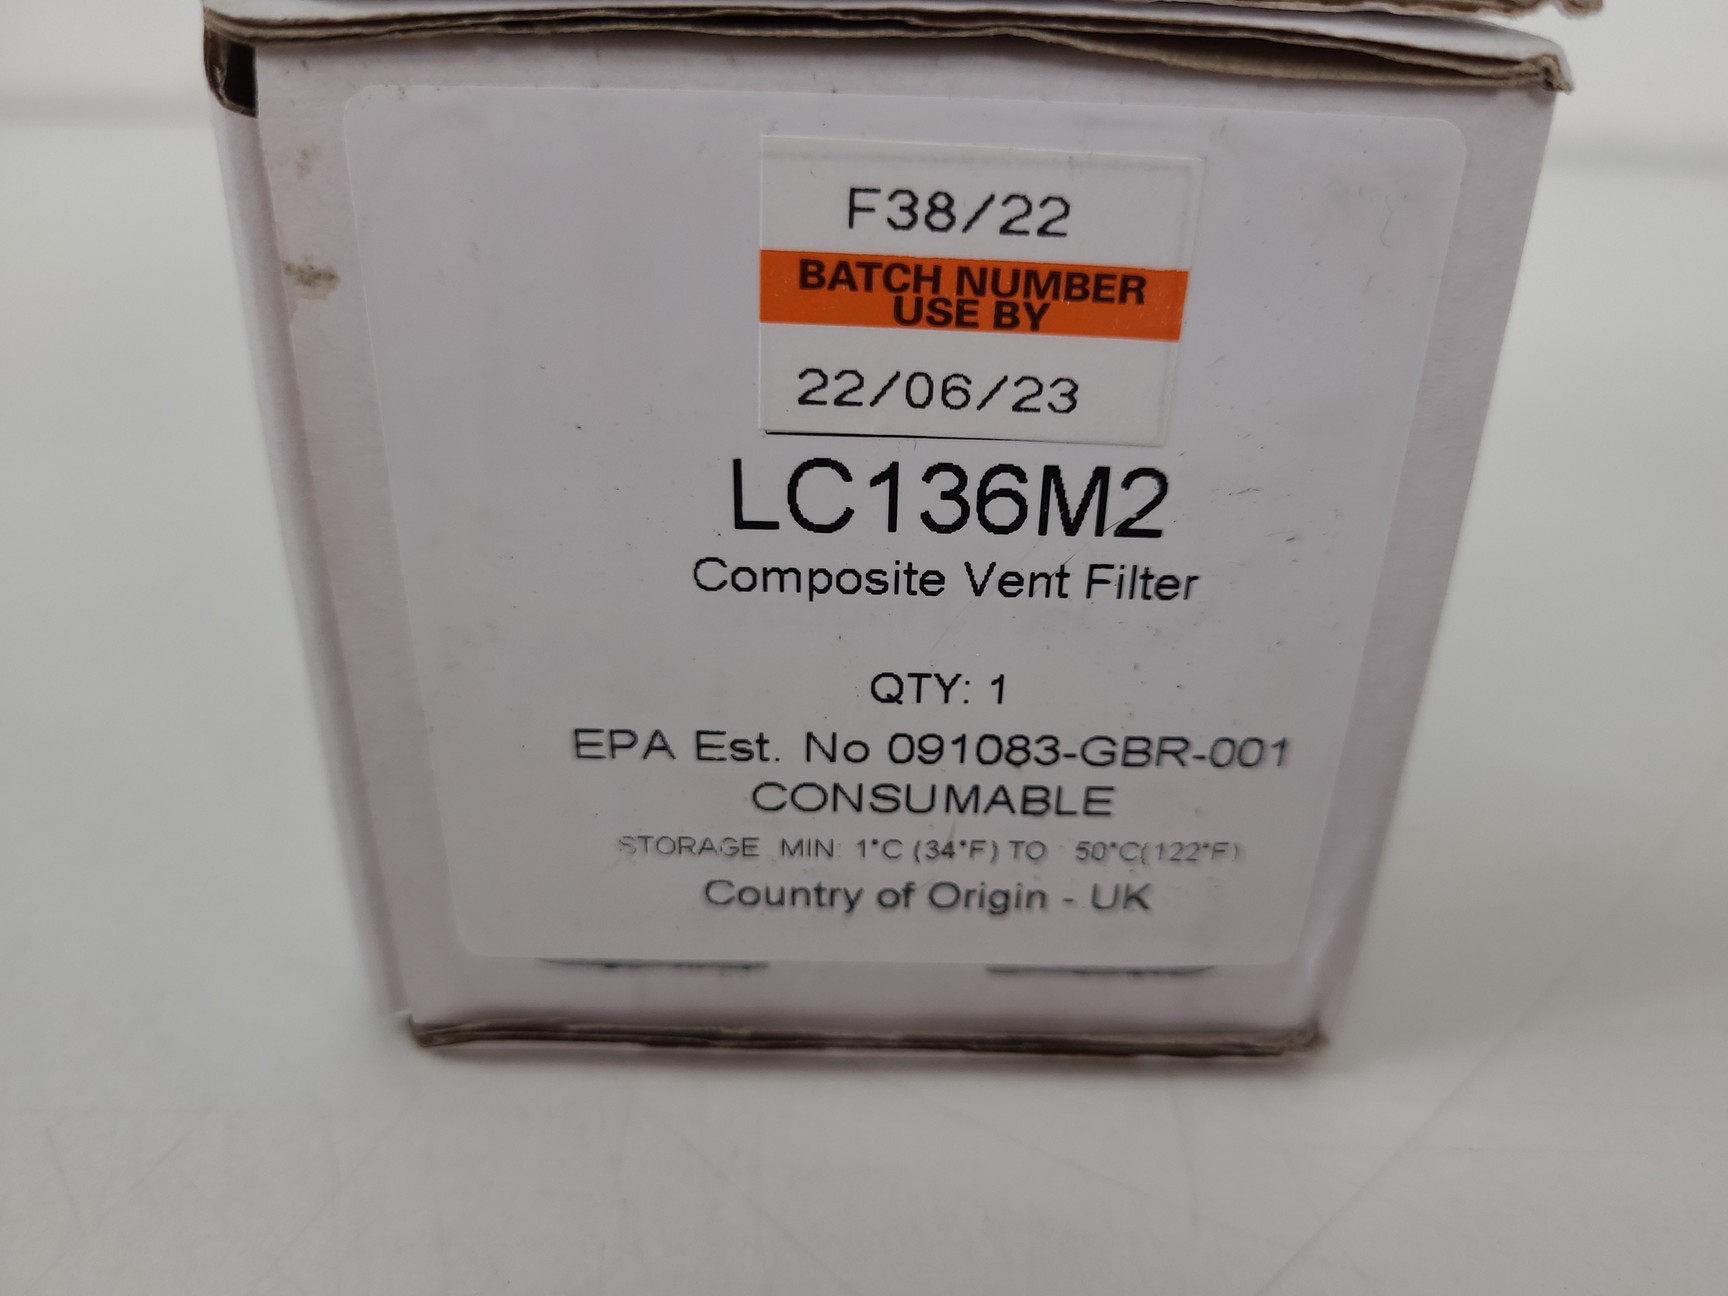 F38/22
BATCH NUMBER
USE BY
22/06/23
LC136M2
Composite Vent Filter
QTY: 1
EPA Est. No 091083-GBR-001
CONSUMABLE
STORAGE MIN: 1°C (34°F) TO 50°C(122°F)
Country of Origin - UK